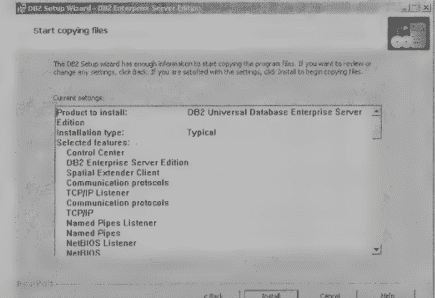 DB2 Setup Wizard - DB2 Enterprise Server Edition
Start copying files
The DB2 Setup wizard has enough information to start copying the program files. If you want to review or
change any settings, click Back. If you are satisfied with the settings, click Install to begin copying files.
Current settings:
Product to install: DB2 Universal Database Enterprise Server
Edition
Installation type: Typical
Selected features:
Control Center
DB2 Enterprise Server Edition
Spatial Extender Client
Communication protocols
TCP/IP Listener
Communication protocols
TCP/IP
Named Pipes Listener
Named Pipes
NetBIOS Listener
NetBIOS
InstallShield
< Back Install Cancel Help